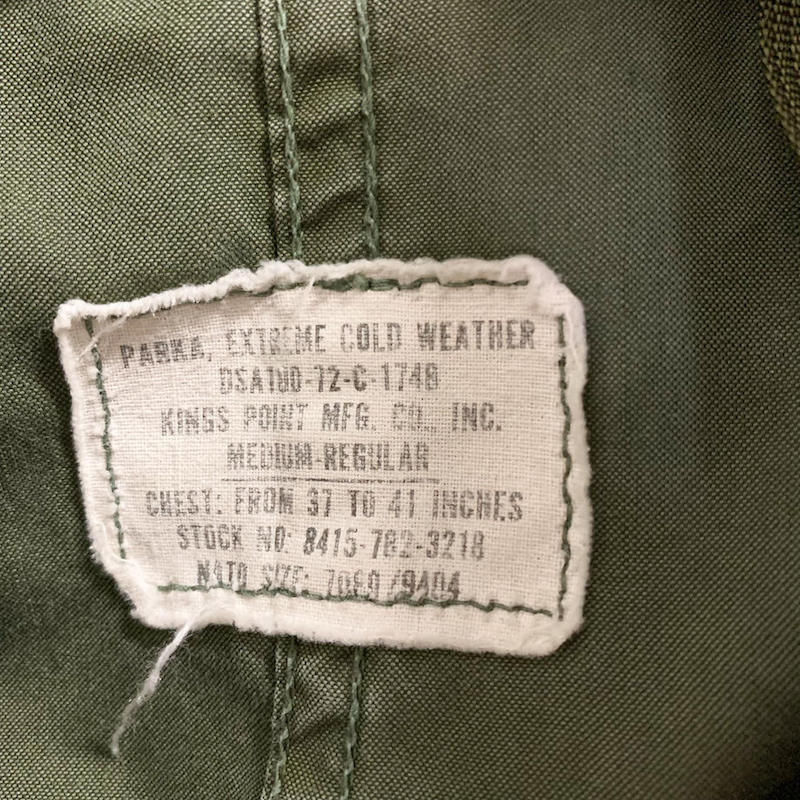 PARKA, EXTREME COLD WEATHER
DSA100-72-C-1748
KINGS POINT MFG. CO., INC.
MEDIUM-REGULAR
CHEST: FROM 37 TO 41 INCHES
STOCK NO: 8415-782-3218
NATO SIZE: 7080/9404